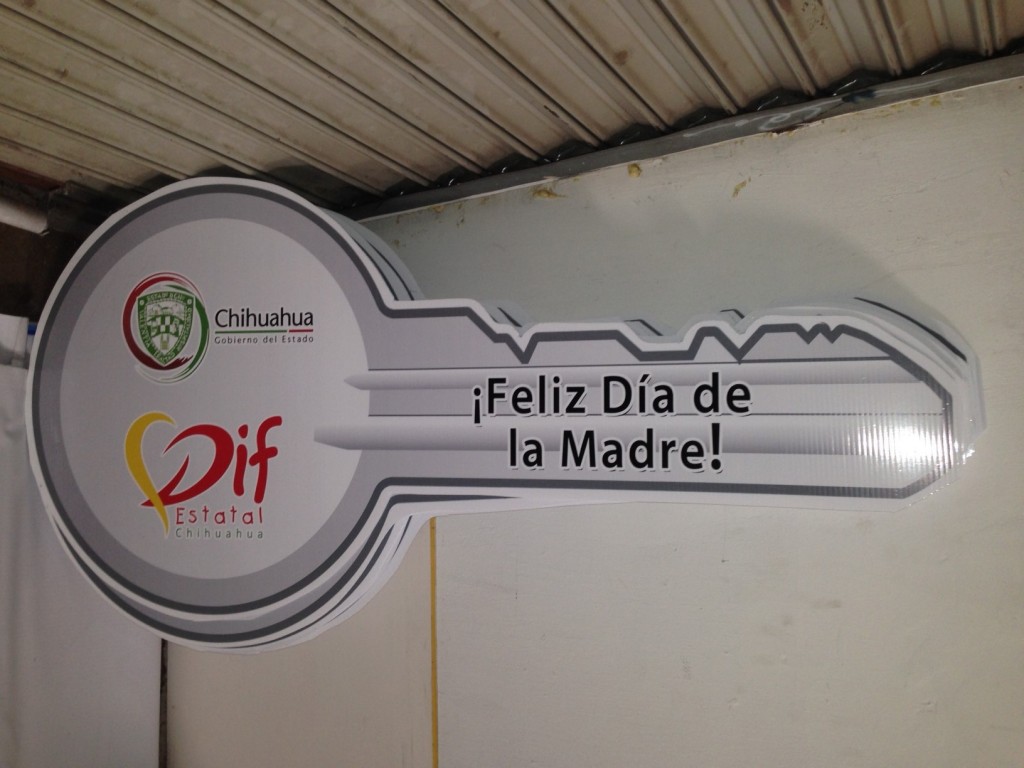 Chihuahua
Gobierno del Estado
Dif
Estatal
Chihuahua
¡Feliz Día de
la Madre!